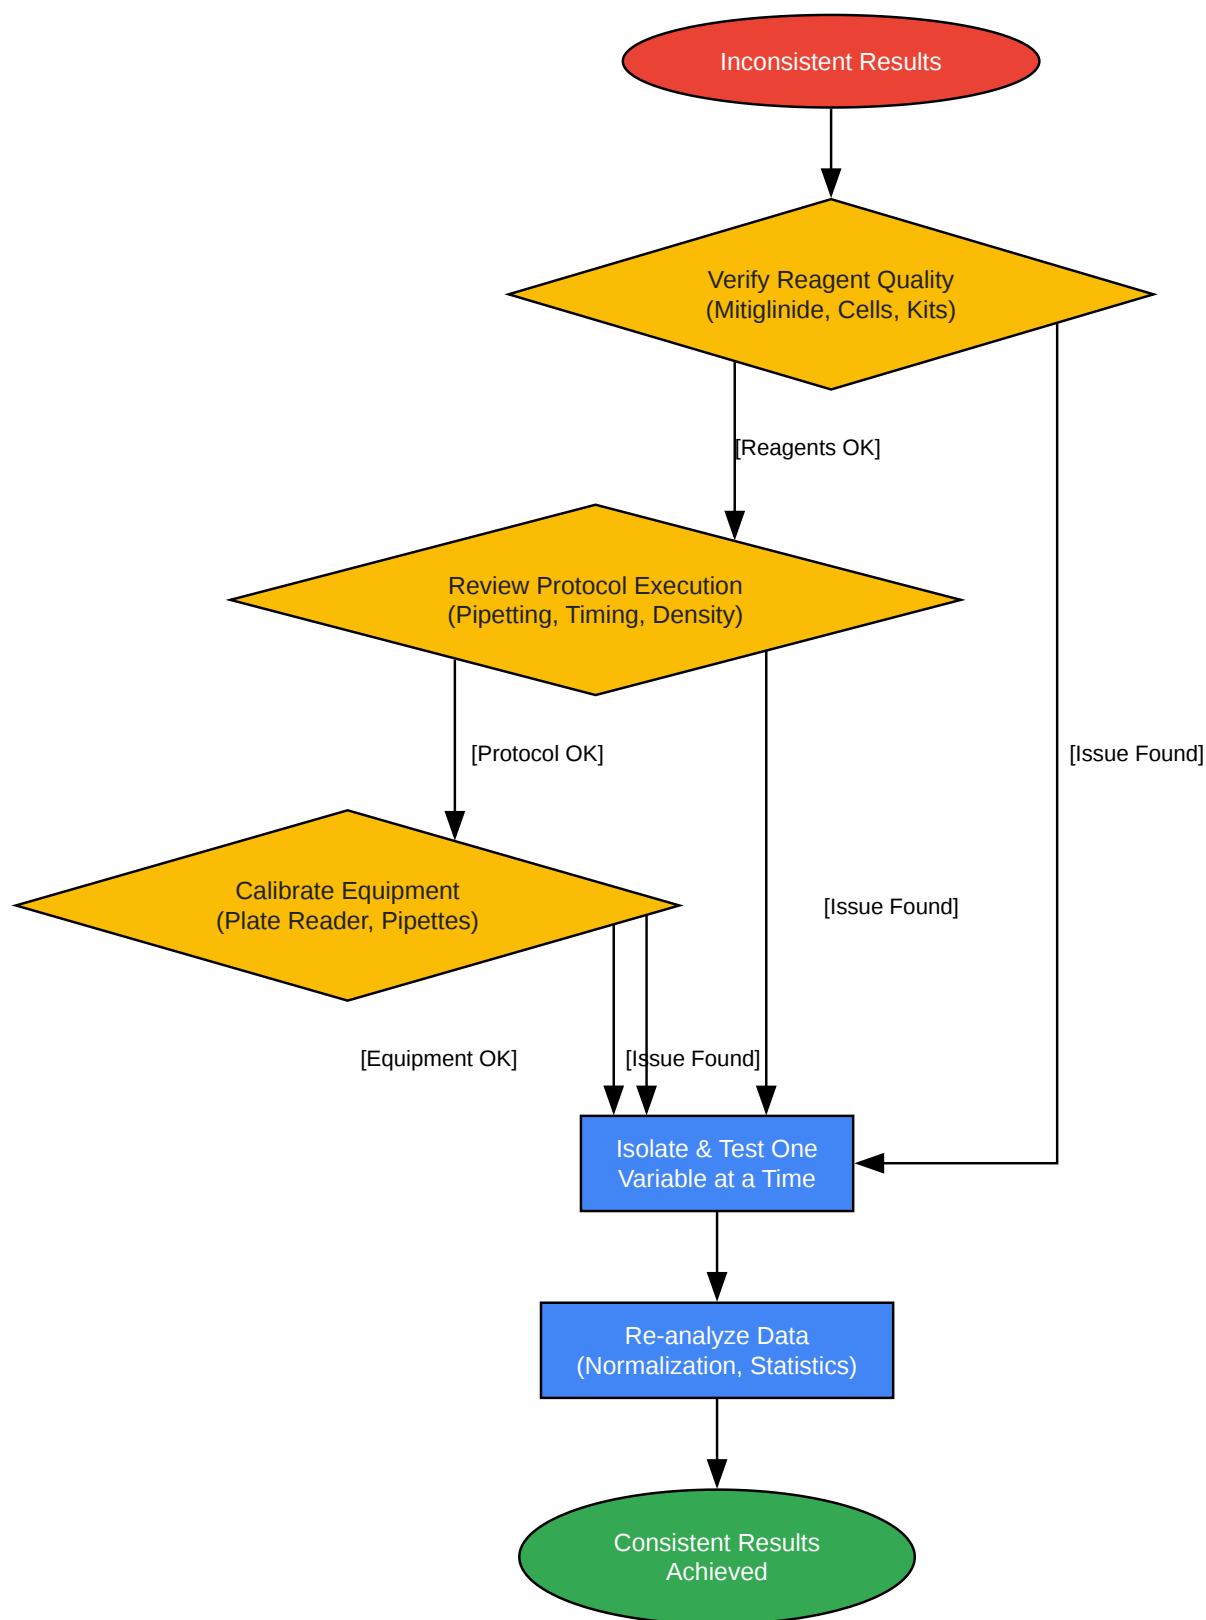 Inconsistent Results
Verify Reagent Quality
(Mitiglinide, Cells, Kits)
[Reagents OK]
Review Protocol Execution
(Pipetting, Timing, Density)
[Protocol OK]
[Issue Found]
Calibrate Equipment
(Plate Reader, Pipettes)
[Issue Found]
[Equipment OK]
[Issue Found]
Isolate & Test One
Variable at a Time
Re-analyze Data
(Normalization, Statistics)
Consistent Results
Achieved